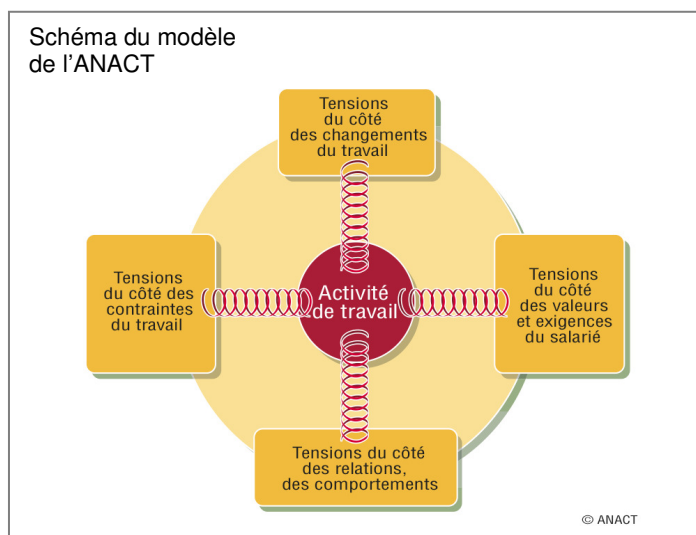 Schéma du modèle
de l'ANACT
Tensions
du côté
des changements
du travail
Tensions
du côté des
contraintes
du travail
Activité
de travail
Tensions
du côté
des valeurs
et exigences
du salarié
Tensions du côté
des relations,
des comportements
© ANACT